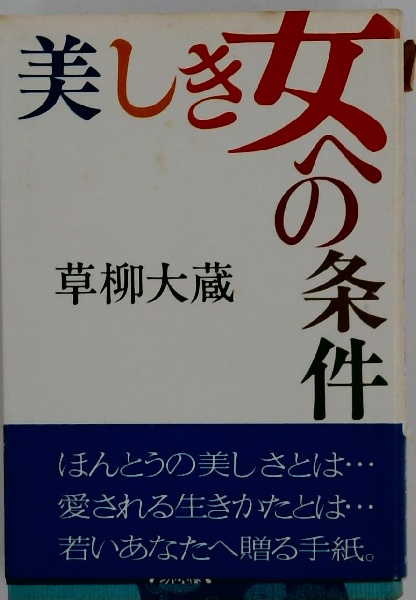 美しき女への条件
草柳大蔵
ほんとうの美しさとは…
愛される生きかたとは…
若いあなたへ贈る手紙。